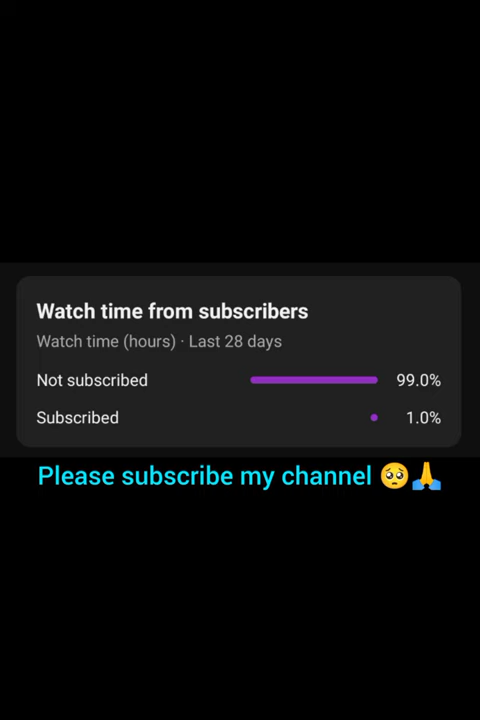 Watch time from subscribers
Watch time (hours) · Last 28 days
Not subscribed 99.0%
Subscribed 1.0%
Please subscribe my channel 🥺🙏